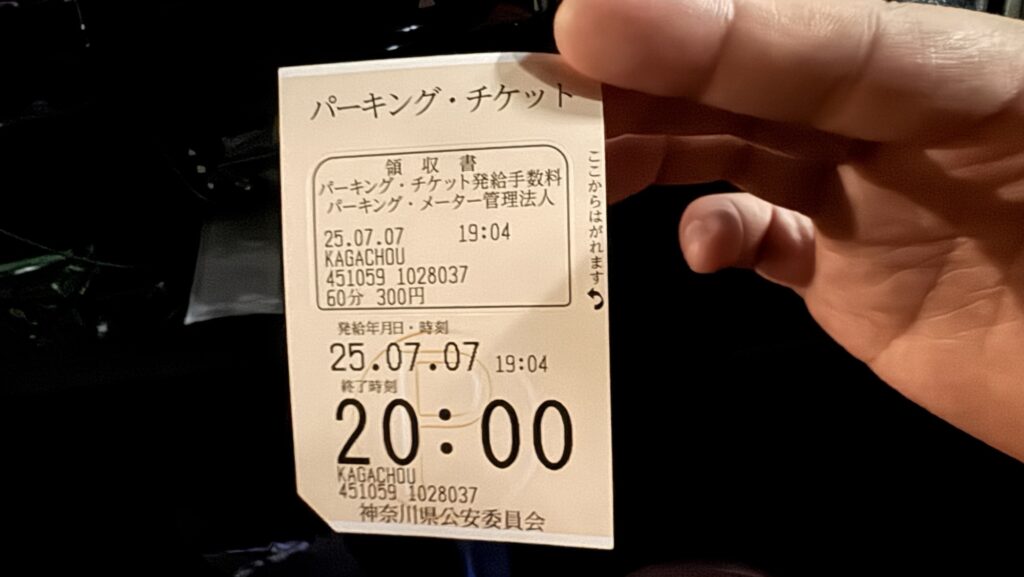 パーキング・チケット
領収書
パーキング・チケット発給手数料
パーキング・メーター管理法人
25.07.07 19:04
KAGACHOU
451059 1028037
60分 300円
ここからはがれます
発給年月日・時刻
25.07.07 19:04
終了時刻
20:00
KAGACHOU
451059 1028037
神奈川県公安委員会